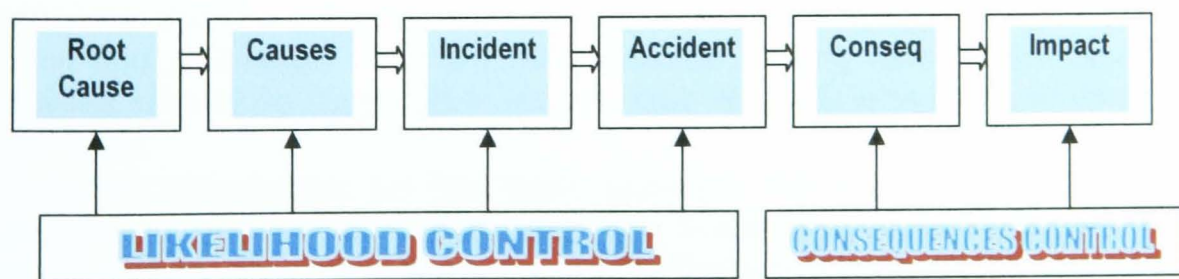 Root
Cause
Causes
Incident
Accident
Conseq
Impact
LIKELIHOOD CONTROL
CONSEQUENCES CONTROL